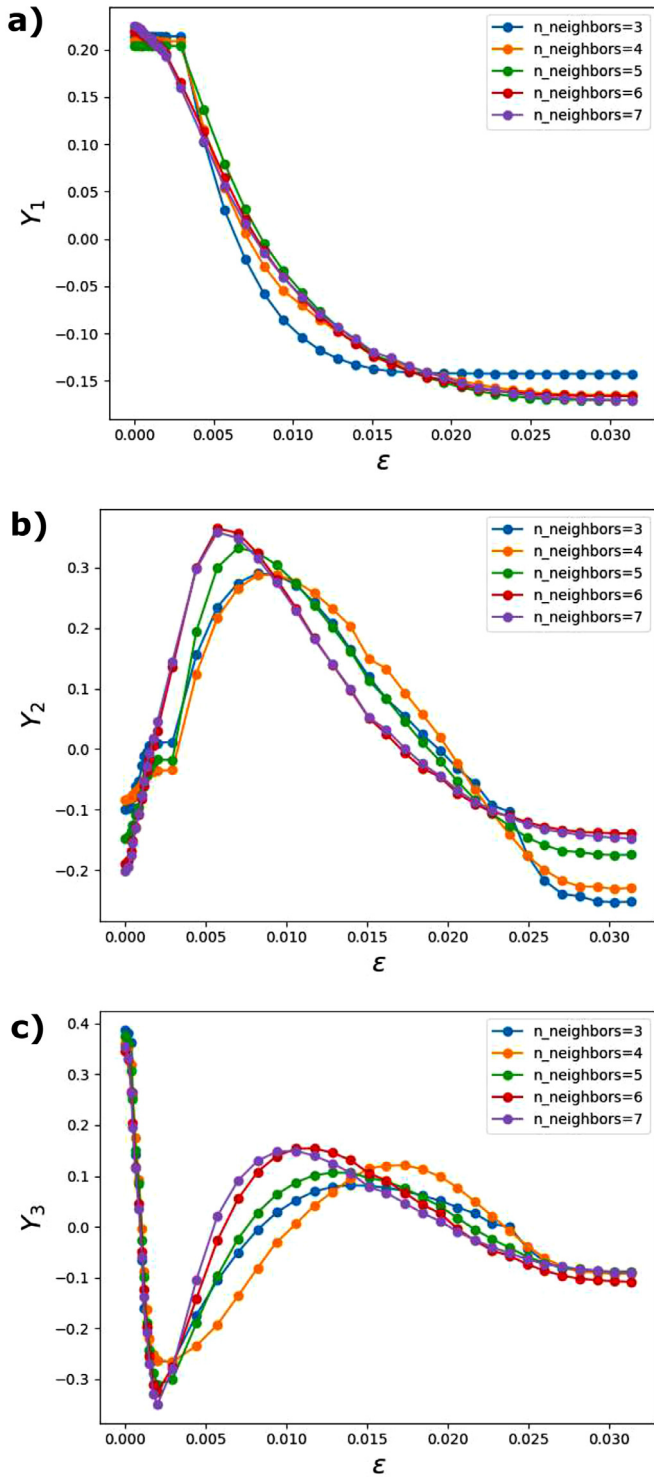 a)
0.20
0.15
0.10
0.05
0.00
−0.05
−0.10
−0.15
Y1
n_neighbors=3
n_neighbors=4
n_neighbors=5
n_neighbors=6
n_neighbors=7
0.000 0.005 0.010 0.015 0.020 0.025 0.030
ε
b)
0.3
0.2
0.1
0.0
−0.1
−0.2
Y2
n_neighbors=3
n_neighbors=4
n_neighbors=5
n_neighbors=6
n_neighbors=7
0.000 0.005 0.010 0.015 0.020 0.025 0.030
ε
c)
0.4
0.3
0.2
0.1
0.0
−0.1
−0.2
−0.3
Y3
n_neighbors=3
n_neighbors=4
n_neighbors=5
n_neighbors=6
n_neighbors=7
0.000 0.005 0.010 0.015 0.020 0.025 0.030
ε